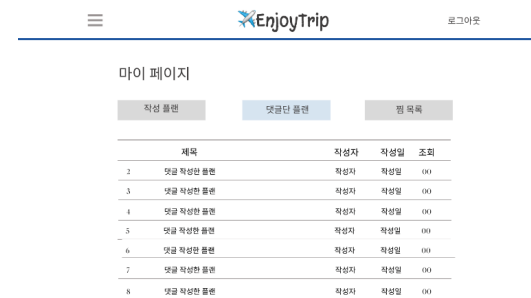 EnjoyTrip
로그아웃
마이 페이지
작성 플랜 댓글단 플랜 찜 목록
제목 작성자 작성일 조회
2 댓글 작성한 플랜 작성자 작성일 00
3 댓글 작성한 플랜 작성자 작성일 00
4 댓글 작성한 플랜 작성자 작성일 00
5 댓글 작성한 플랜 작성자 작성일 00
6 댓글 작성한 플랜 작성자 작성일 00
7 댓글 작성한 플랜 작성자 작성일 00
8 댓글 작성한 플랜 작성자 작성일 00